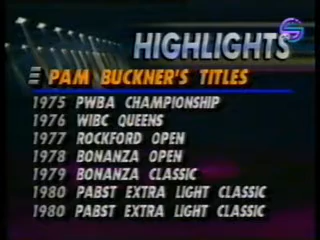 HIGHLIGHTS
PAM BUCKNER'S TITLES
1975 PWBA CHAMPIONSHIP
1976 WIBC QUEENS
1977 ROCKFORD OPEN
1978 BONANZA OPEN
1979 BONANZA CLASSIC
1980 PABST EXTRA LIGHT CLASSIC
1980 PABST EXTRA LIGHT CLASSIC